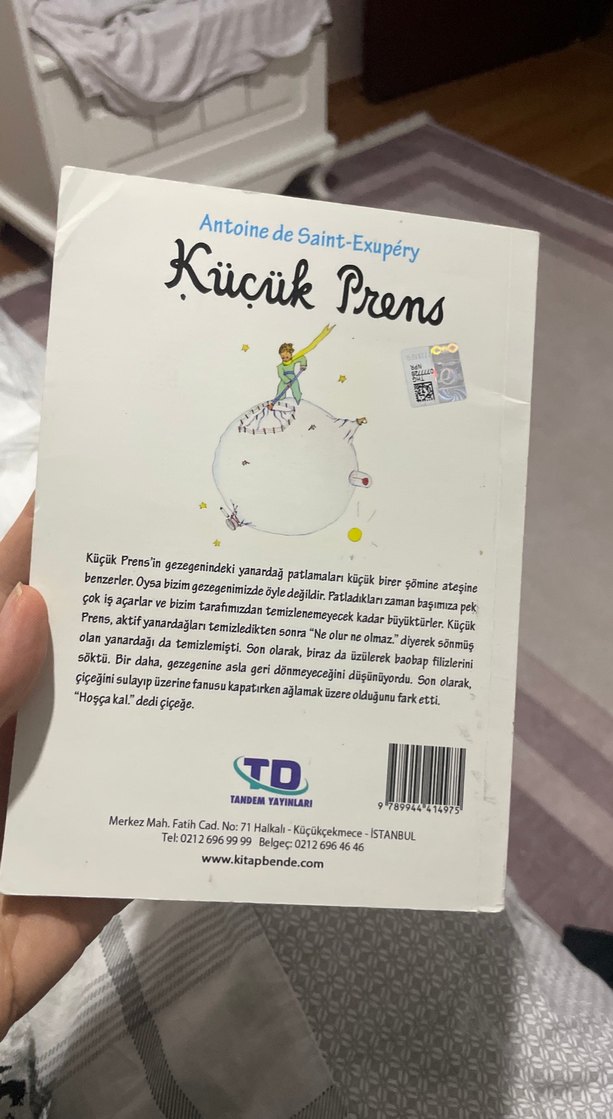 Antoine de Saint-Exupéry
Küçük Prens
Küçük Prens'in gezegenindeki yanardağ patlamaları küçük birer şömine ateşine
benzerler. Oysa bizim gezegenimizde öyle değildir. Patladıkları zaman başımıza pek
çok iş açarlar ve bizim tarafımızdan temizlenemeyecek kadar büyüktürler. Küçük
Prens, aktif yanardağları temizledikten sonra “Ne olur ne olmaz.” diyerek sönmüş
olan yanardağı da temizlemişti. Son olarak, biraz da üzülerek baobap filizlerini
söktü. Bir daha, gezegenine asla geri dönmeyeceğini düşünüyordu. Son olarak,
çiçeğini sulayıp üzerine fanusu kapatırken ağlamak üzere olduğunu fark etti.
“Hoşça kal.” dedi çiçeğe.
TD
TANDEM YAYINLARI
9 789944 414975
Merkez Mah. Fatih Cad. No: 71 Halkalı - Küçükçekmece - İSTANBUL
Tel: 0212 696 99 99 Belgeç: 0212 696 46 46
www.kitapbende.com